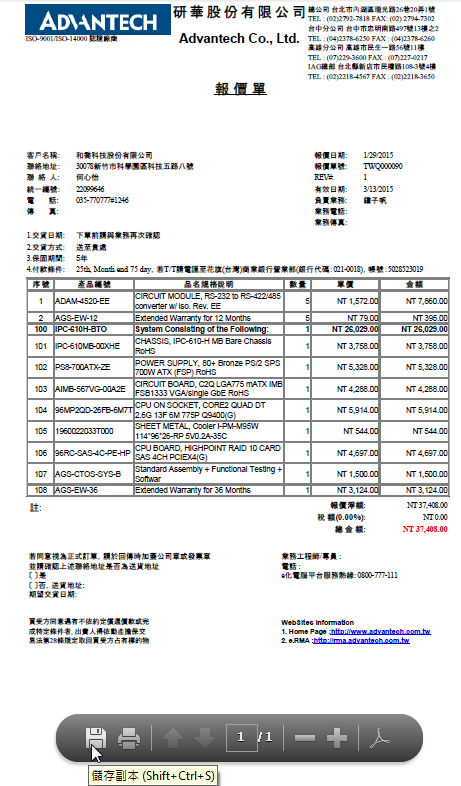 ADVANTECH
ISO-9001/ISO-14000 認證廠商
研華股份有限公司
Advantech Co., Ltd.
報 價 單
總公司 台北市內湖區瑞光路26巷20弄1號
TEL : (02)2792-7818 FAX: (02) 2794-7302
台中分公司 台中市忠明南路497號13樓之2
TEL : (04)2378-6250 FAX : (04)2378-6260
高雄分公司 高雄市民生一路56號11樓
TEL : (07)229-3600 FAX : (07)227-0217
IAG總部 台北縣新店市民權路108-3號4樓
TEL : (02)2218-4567 FAX : (02)2218-3650
客戶名稱: 和喬科技股份有限公司
聯絡地址: 30078新竹市科學園區科技五路八號
聯 絡 人: 何心怡
統一編號: 22099646
電 話: 035-770777#1246
傳 真:
報價日期: 1/29/2015
報價單號: TWQ000090
REV#: 1
有效日期: 3/13/2015
負責業務: 鍾子帆
業務電話:
業務傳真:
1.交貨日期: 下單前請與業務再次確認
2.交貨方式: 送至貴處
3.保固期間: 5年
4.付款條件: 25th, Month end 75 day, 若T/T請電匯至花旗(台灣)商業銀行營業部(銀行代碼:021-0018), 帳號:5028523019
序號 產品編號 品名規格說明 數量 單價 金額
1 ADAM-4520-EE CIRCUIT MODULE, RS-232 to RS-422/485 converter w/ Iso. Rev. EE 5 NT 1,572.00 NT 7,860.00
2 AGS-EW-12 Extended Warranty for 12 Months 5 NT 79.00 NT 395.00
100 IPC-610H-BTO System Consisting of the Following: 1 NT 26,029.00 NT 26,029.00
101 IPC-610MB-00XHE CHASSIS, IPC-610-H MB Bare Chassis RoHS 1 NT 3,758.00 NT 3,758.00
102 PS8-700ATX-ZE POWER SUPPLY, 80+ Bronze PS/2 SPS 700W ATX (FSP) RoHS 1 NT 5,328.00 NT 5,328.00
103 AIMB-567VG-00A2E CIRCUIT BOARD, C2Q LGA775 mATX IMB FSB1333 VGA/single GbE RoHS 1 NT 4,288.00 NT 4,288.00
104 96MP2QD-26FB-6M7T CPU ON SOCKET, CORE2 QUAD DT 2.6G 13F 6M 775P Q9400(G) 1 NT 5,914.00 NT 5,914.00
105 1960022033T000 SHEET METAL, Cooler I-PM-M95W 114*96*26-RP 5V0.2A-35C 1 NT 544.00 NT 544.00
106 96RC-SAS-4C-PE-HP CPU BOARD, HIGHPOINT RAID 10 CARD SAS 4CH PCIEX4(G) 1 NT 4,697.00 NT 4,697.00
107 AGS-CTOS-SYS-B Standard Assembly + Functional Testing + Softwar 1 NT 1,500.00 NT 1,500.00
108 AGS-EW-36 Extended Warranty for 36 Months 1 NT 3,124.00 NT 3,124.00
註:
報價淨額: NT 37,408.00
稅 額(0.00%): NT 0.00
總 金 額: NT 37,408.00
若同意視為正式訂單, 請於回傳時加蓋公司章或發票章
並請確認上述聯絡地址是否為送貨地址
[ ] 是
[ ] 否, 送貨地址:
期望交貨日期:
業務工程師/專員 :
電話 :
e化電腦平台服務熱線: 0800-777-111
買受方同意遇有不依約定價還價款或完
成特定條件者, 出賣人得依動產擔保交
易法第28條規定取回買受方占有標的物
WebSites Information
1. Home Page :http://www.advantech.com.tw
2. e.RMA :http://rma.advantech.com.tw
1 / 1
儲存副本 (Shift+Ctrl+S)